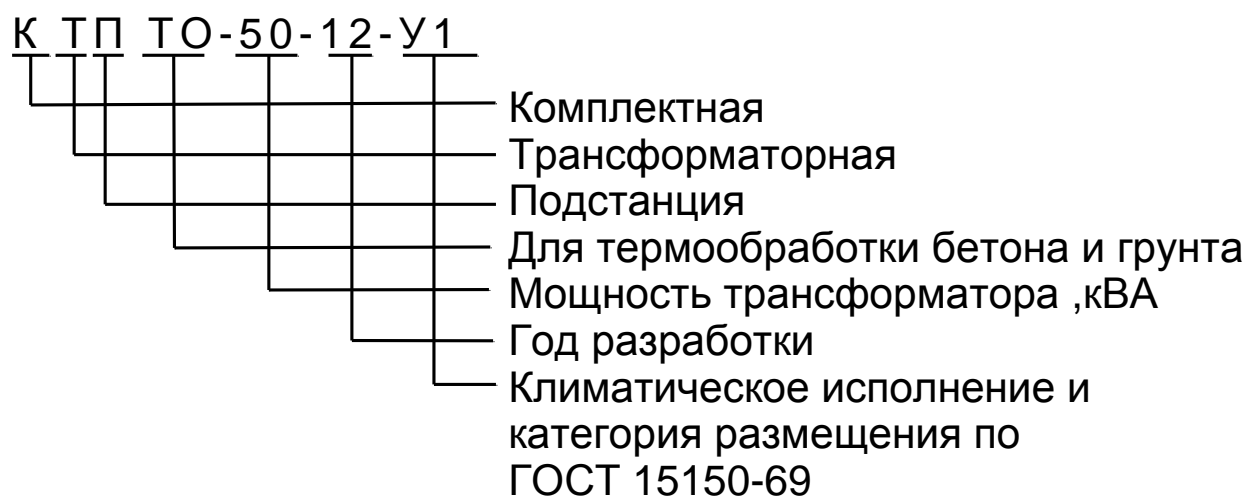 КТП ТО-50-12-У1
Комплектная
Трансформаторная
Подстанция
Для термообработки бетона и грунта
Мощность трансформатора ,кВА
Год разработки
Климатическое исполнение и
категория размещения по
ГОСТ 15150-69